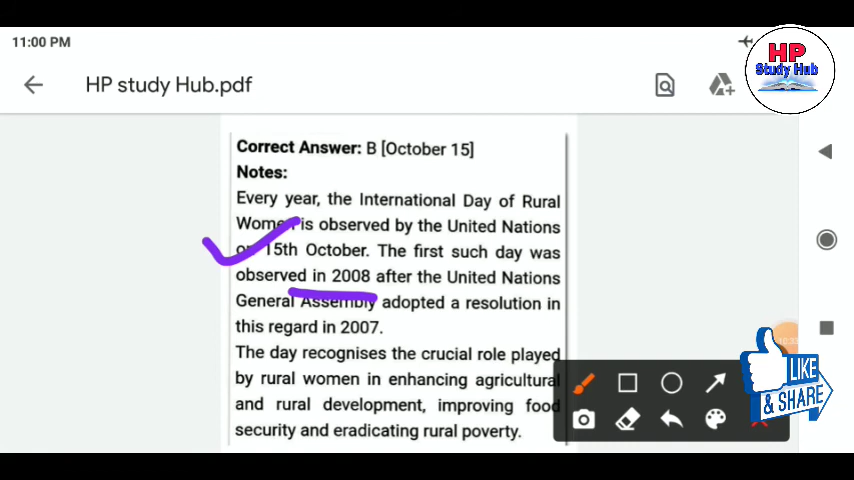 11:00 PM
HP study Hub.pdf
HP
Study Hub
Correct Answer: B [October 15]
Notes:
Every year, the International Day of Rural
Women is observed by the United Nations
on 15th October. The first such day was
observed in 2008 after the United Nations
General Assembly adopted a resolution in
this regard in 2007.
The day recognises the crucial role played
by rural women in enhancing agricultural
and rural development, improving food
security and eradicating rural poverty.
LIKE
& SHARE